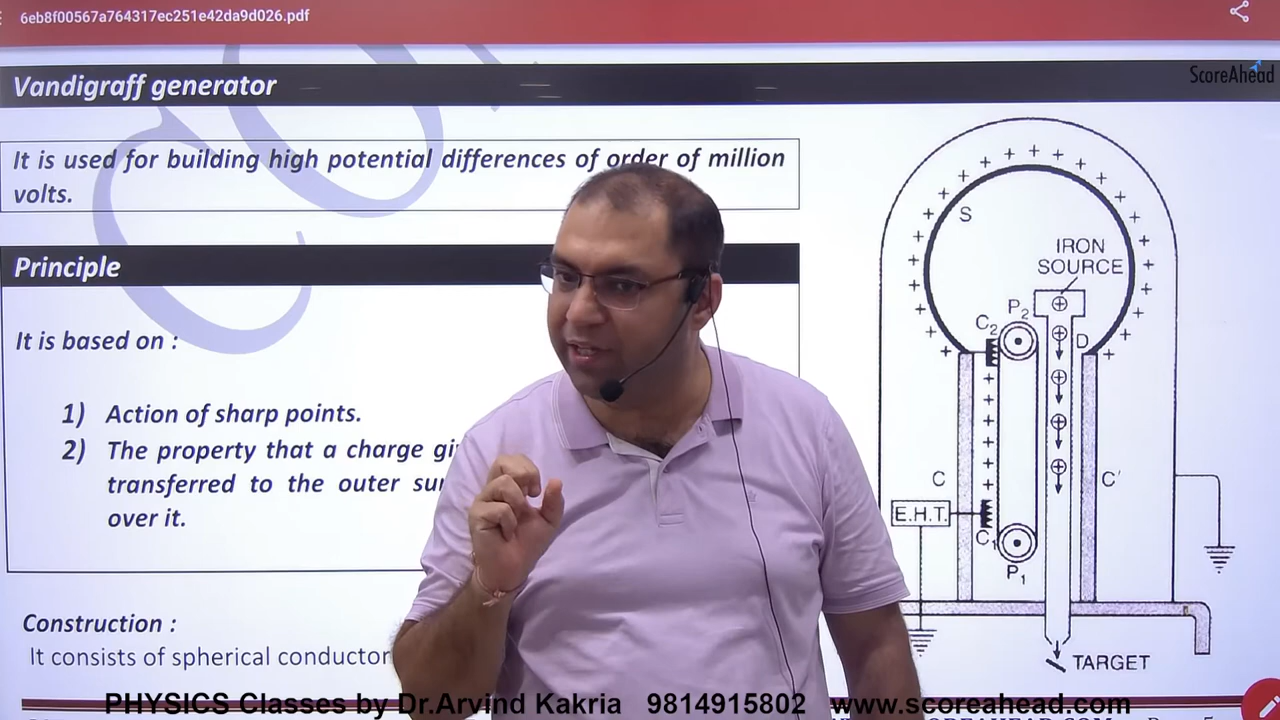 6eb8f00567a764317ec251e42da9d026.pdf
ScoreAhead
Vandigraff generator
It is used for building high potential differences of order of million
volts.
Principle
It is based on :
1) Action of sharp points.
2) The property that a charge
transferred to the outer
over it.
Construction :
It consists of spherical conductor
S
IRON
SOURCE
P2
C2
D
C
C'
E.H.T.
C1
P1
TARGET
PHYSICS Classes by Dr.Arvind Kakria 9814915802 www.scoreahead.com